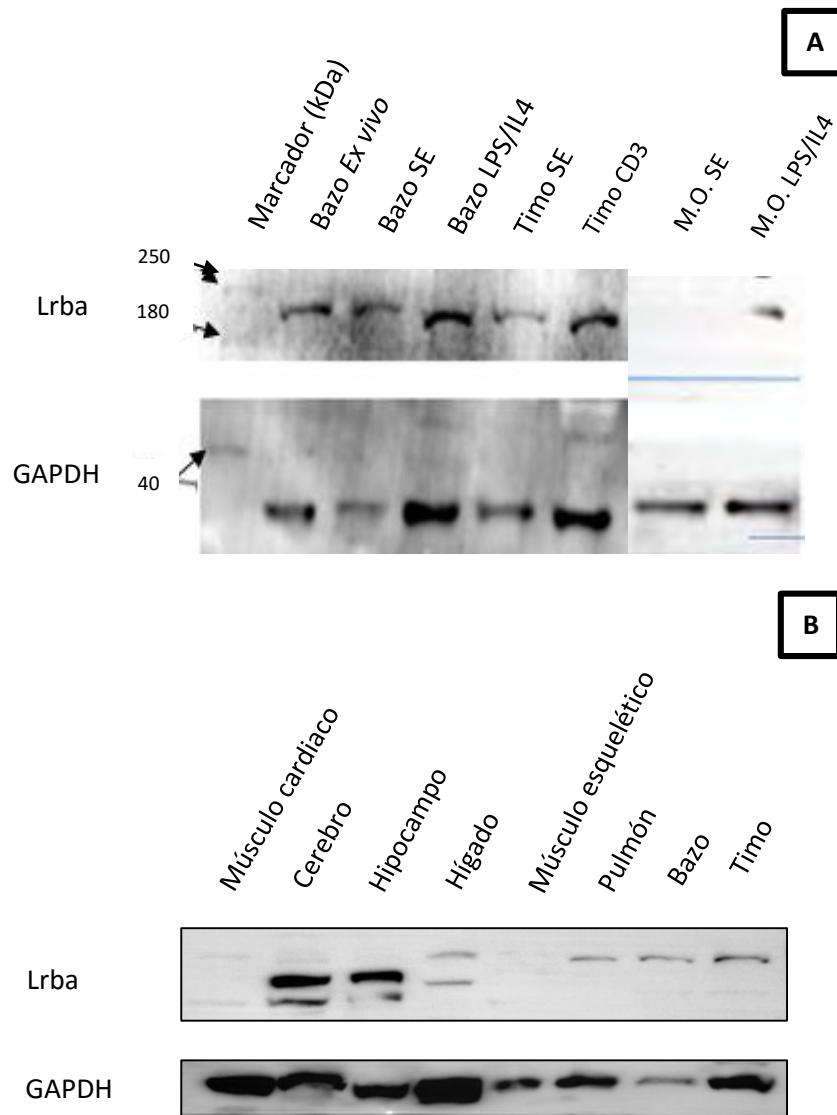 A
Marcador (kDa)
Bazo Ex vivo
Bazo SE
Bazo LPS/IL4
Timo SE
Timo CD3
M.O. SE
M.O. LPS/IL4
250
180
Lrba
GAPDH
40
B
Músculo cardiaco
Cerebro
Hipocampo
Hígado
Músculo esquelético
Pulmón
Bazo
Timo
Lrba
GAPDH